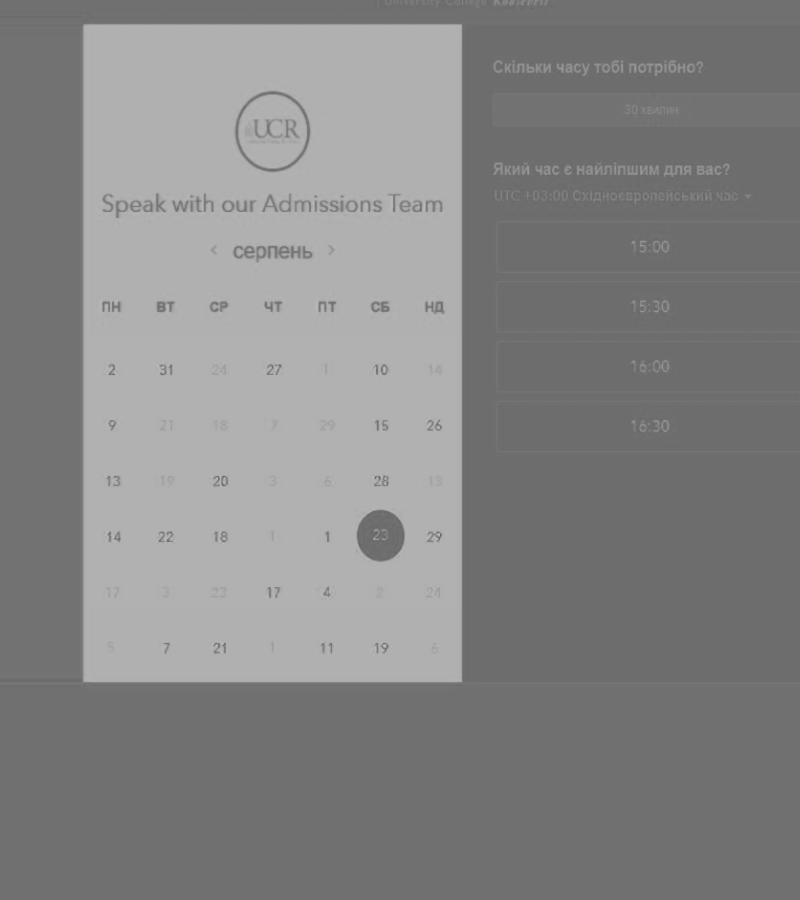 University College Roosevelt
UCR
Speak with our Admissions Team
< серпень >
ПН ВТ СР ЧТ ПТ СБ НД
2 31 24 27 1 10 14
9 21 18 7 29 15 26
13 19 20 3 6 28 13
14 22 18 1 1 23 29
17 3 23 17 4 2 24
5 7 21 1 11 19 6
Скільки часу тобі потрібно?
30 хвилин
Який час є найліпшим для вас?
UTC +03:00 Східноєвропейський час
15:00
15:30
16:00
16:30